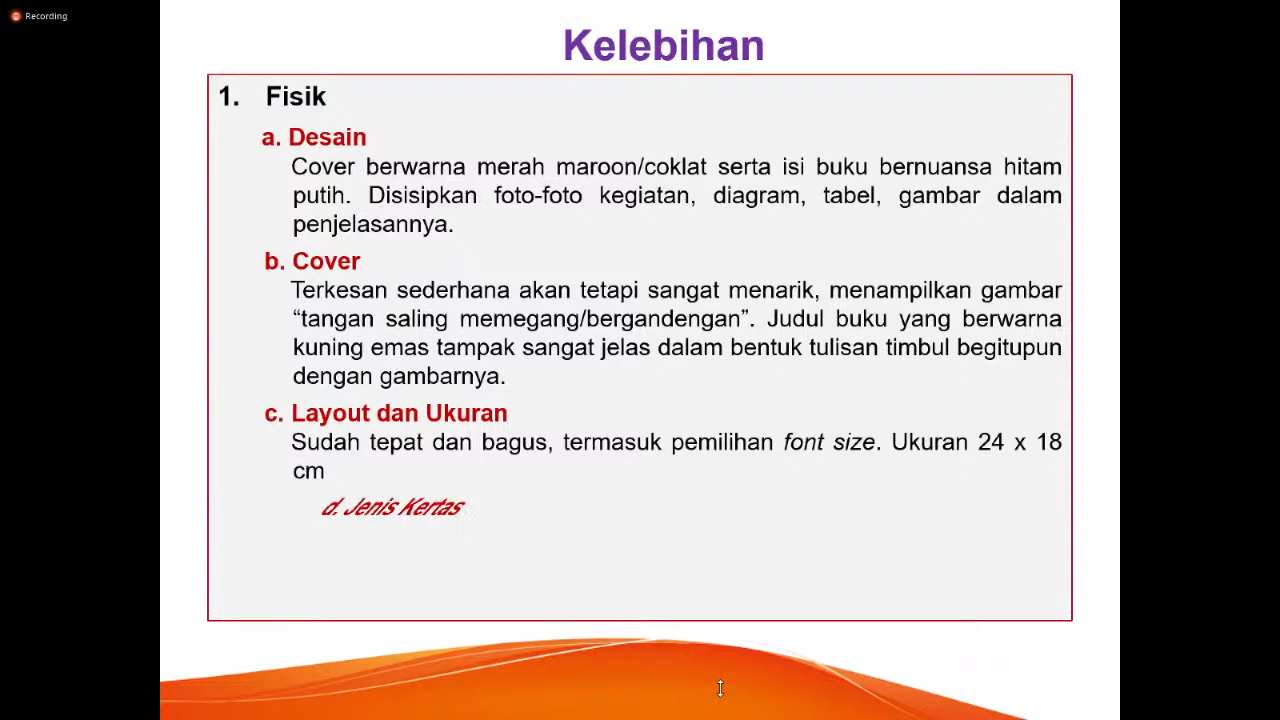 Recording
Kelebihan
1. Fisik
a. Desain
Cover berwarna merah maroon/coklat serta isi buku bernuansa hitam
putih. Disisipkan foto-foto kegiatan, diagram, tabel, gambar dalam
penjelasannya.
b. Cover
Terkesan sederhana akan tetapi sangat menarik, menampilkan gambar
“tangan saling memegang/bergandengan”. Judul buku yang berwarna
kuning emas tampak sangat jelas dalam bentuk tulisan timbul begitupun
dengan gambarnya.
c. Layout dan Ukuran
Sudah tepat dan bagus, termasuk pemilihan font size. Ukuran 24 x 18
cm
d. Jenis Kertas